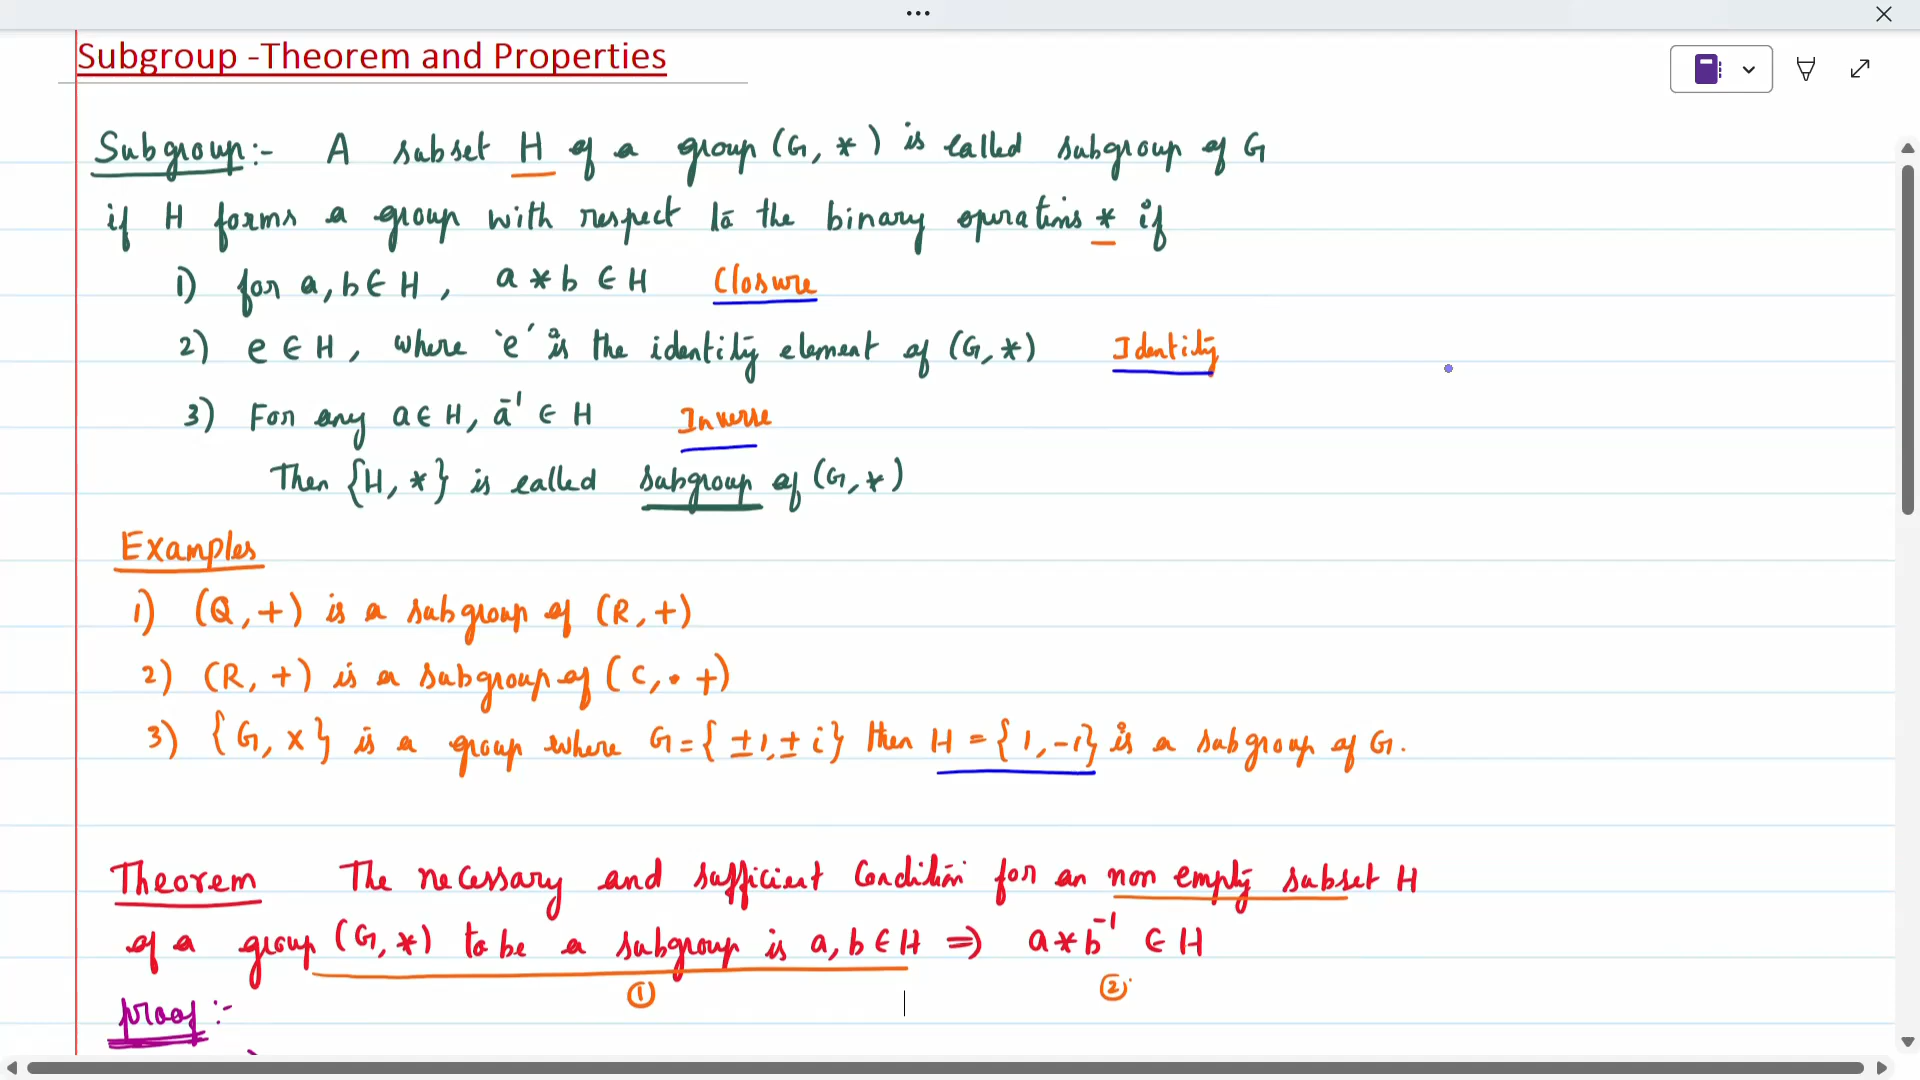 Subgroup -Theorem and Properties
Subgroup:- A subset H of a group (G, *) is called subgroup of G
if H forms a group with respect to the binary operations * if
1) for a, b ∈ H, a * b ∈ H Closure
2) e ∈ H, where 'e' is the identity element of (G, *) Identity
3) For any a ∈ H, a⁻¹ ∈ H Inverse
Then {H, *} is called subgroup of (G, *)
Examples
1) (Q, +) is a subgroup of (R, +)
2) (R, +) is a subgroup of (C, • +)
3) {G, x} is a group where G = {±1, ± i} then H = {1, -1} is a subgroup of G.
Theorem The necessary and sufficient Condition for an non empty subset H
of a group (G, *) to be a subgroup is a, b ∈ H ⇒ a * b⁻¹ ∈ H
① ②
proof :-